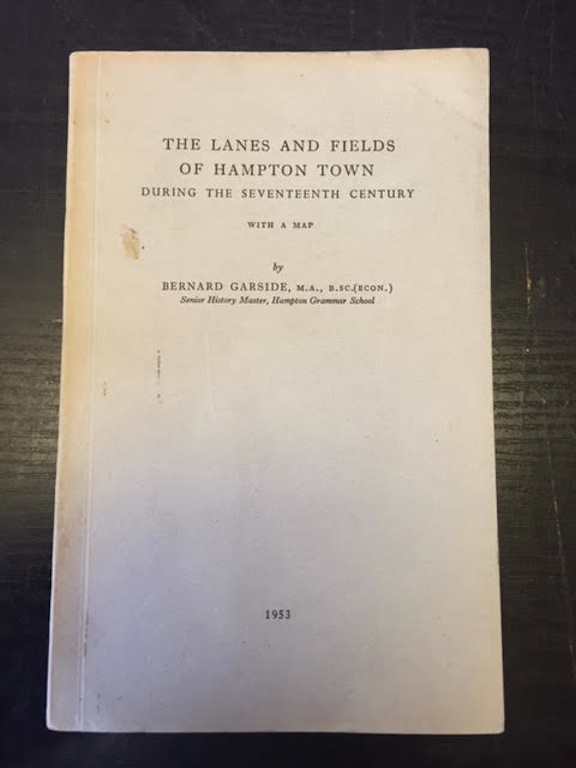 THE LANES AND FIELDS
OF HAMPTON TOWN
DURING THE SEVENTEENTH CENTURY
WITH A MAP
by
BERNARD GARSIDE, M.A., B.SC.(ECON.)
Senior History Master, Hampton Grammar School
1953